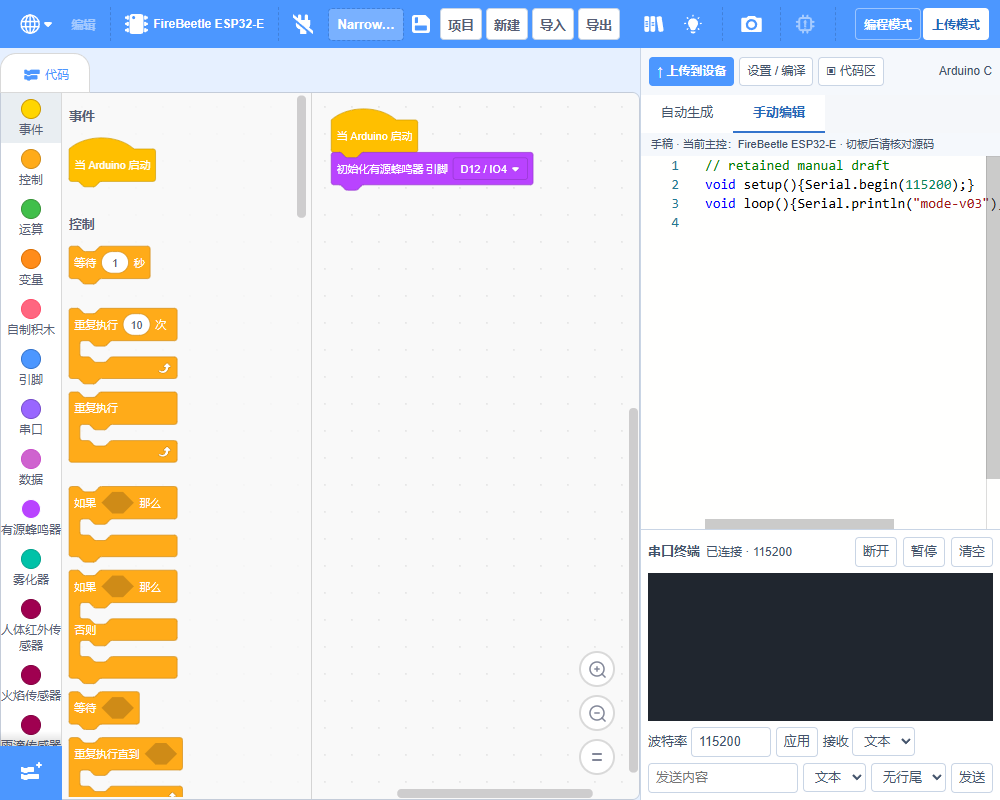 编辑
FireBeetle ESP32-E
Narrow...
项目
新建
导入
导出
编程模式
上传模式
代码
事件
控制
运算
变量
自制积木
引脚
串口
数据
有源蜂鸣器
雾化器
人体红外传
感器
火焰传感器
事件
当 Arduino 启动
控制
等待 1 秒
重复执行 10 次
重复执行
如果 那么
如果 那么
否则
等待
重复执行直到
当 Arduino 启动
初始化有源蜂鸣器 引脚 D12 / IO4
↑ 上传到设备
设置 / 编译
▣ 代码区
Arduino C
自动生成
手动编辑
手稿 · 当前主控：FireBeetle ESP32-E · 切板后请核对源码
1 // retained manual draft
2 void setup(){Serial.begin(115200);}
3 void loop(){Serial.println("mode-v03")
4
串口终端 已连接 · 115200
断开
暂停
清空
波特率 115200 应用 接收 文本
发送内容 文本 无行尾 发送